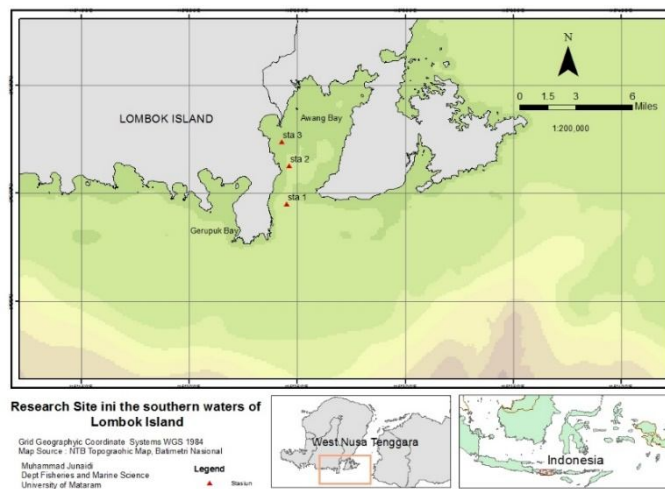 N
0 1.5 3 6
Miles
1:200,000
LOMBOK ISLAND
Awang Bay
sta 3
sta 2
sta 1
Gerupuk Bay
Research Site ini the southern waters of
Lombok Island
Grid Geograpyhic Coordinate Systems WGS 1984
Map Source : NTB Topograohic Map, Batimetri Nasional
Muhammad Junaidi
Dept Fisheries and Marine Science
University of Mataram
Legend
Stasiun
West Nusa Tenggara
Indonesia